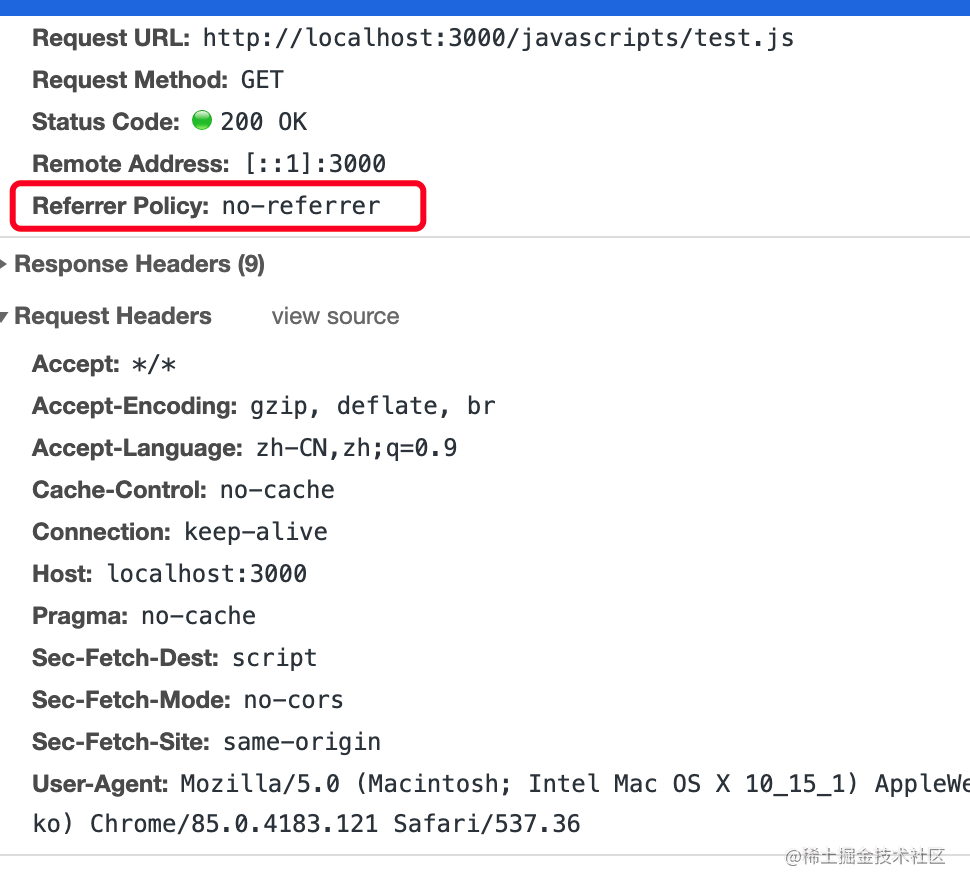 Request URL: http://localhost:3000/javascripts/test.js
Request Method: GET
Status Code: 200 OK
Remote Address: [::1]:3000
Referrer Policy: no-referrer
Response Headers (9)
Request Headers view source
Accept: */*
Accept-Encoding: gzip, deflate, br
Accept-Language: zh-CN,zh;q=0.9
Cache-Control: no-cache
Connection: keep-alive
Host: localhost:3000
Pragma: no-cache
Sec-Fetch-Dest: script
Sec-Fetch-Mode: no-cors
Sec-Fetch-Site: same-origin
User-Agent: Mozilla/5.0 (Macintosh; Intel Mac OS X 10_15_1) AppleWe
ko) Chrome/85.0.4183.121 Safari/537.36
@稀土掘金技术社区